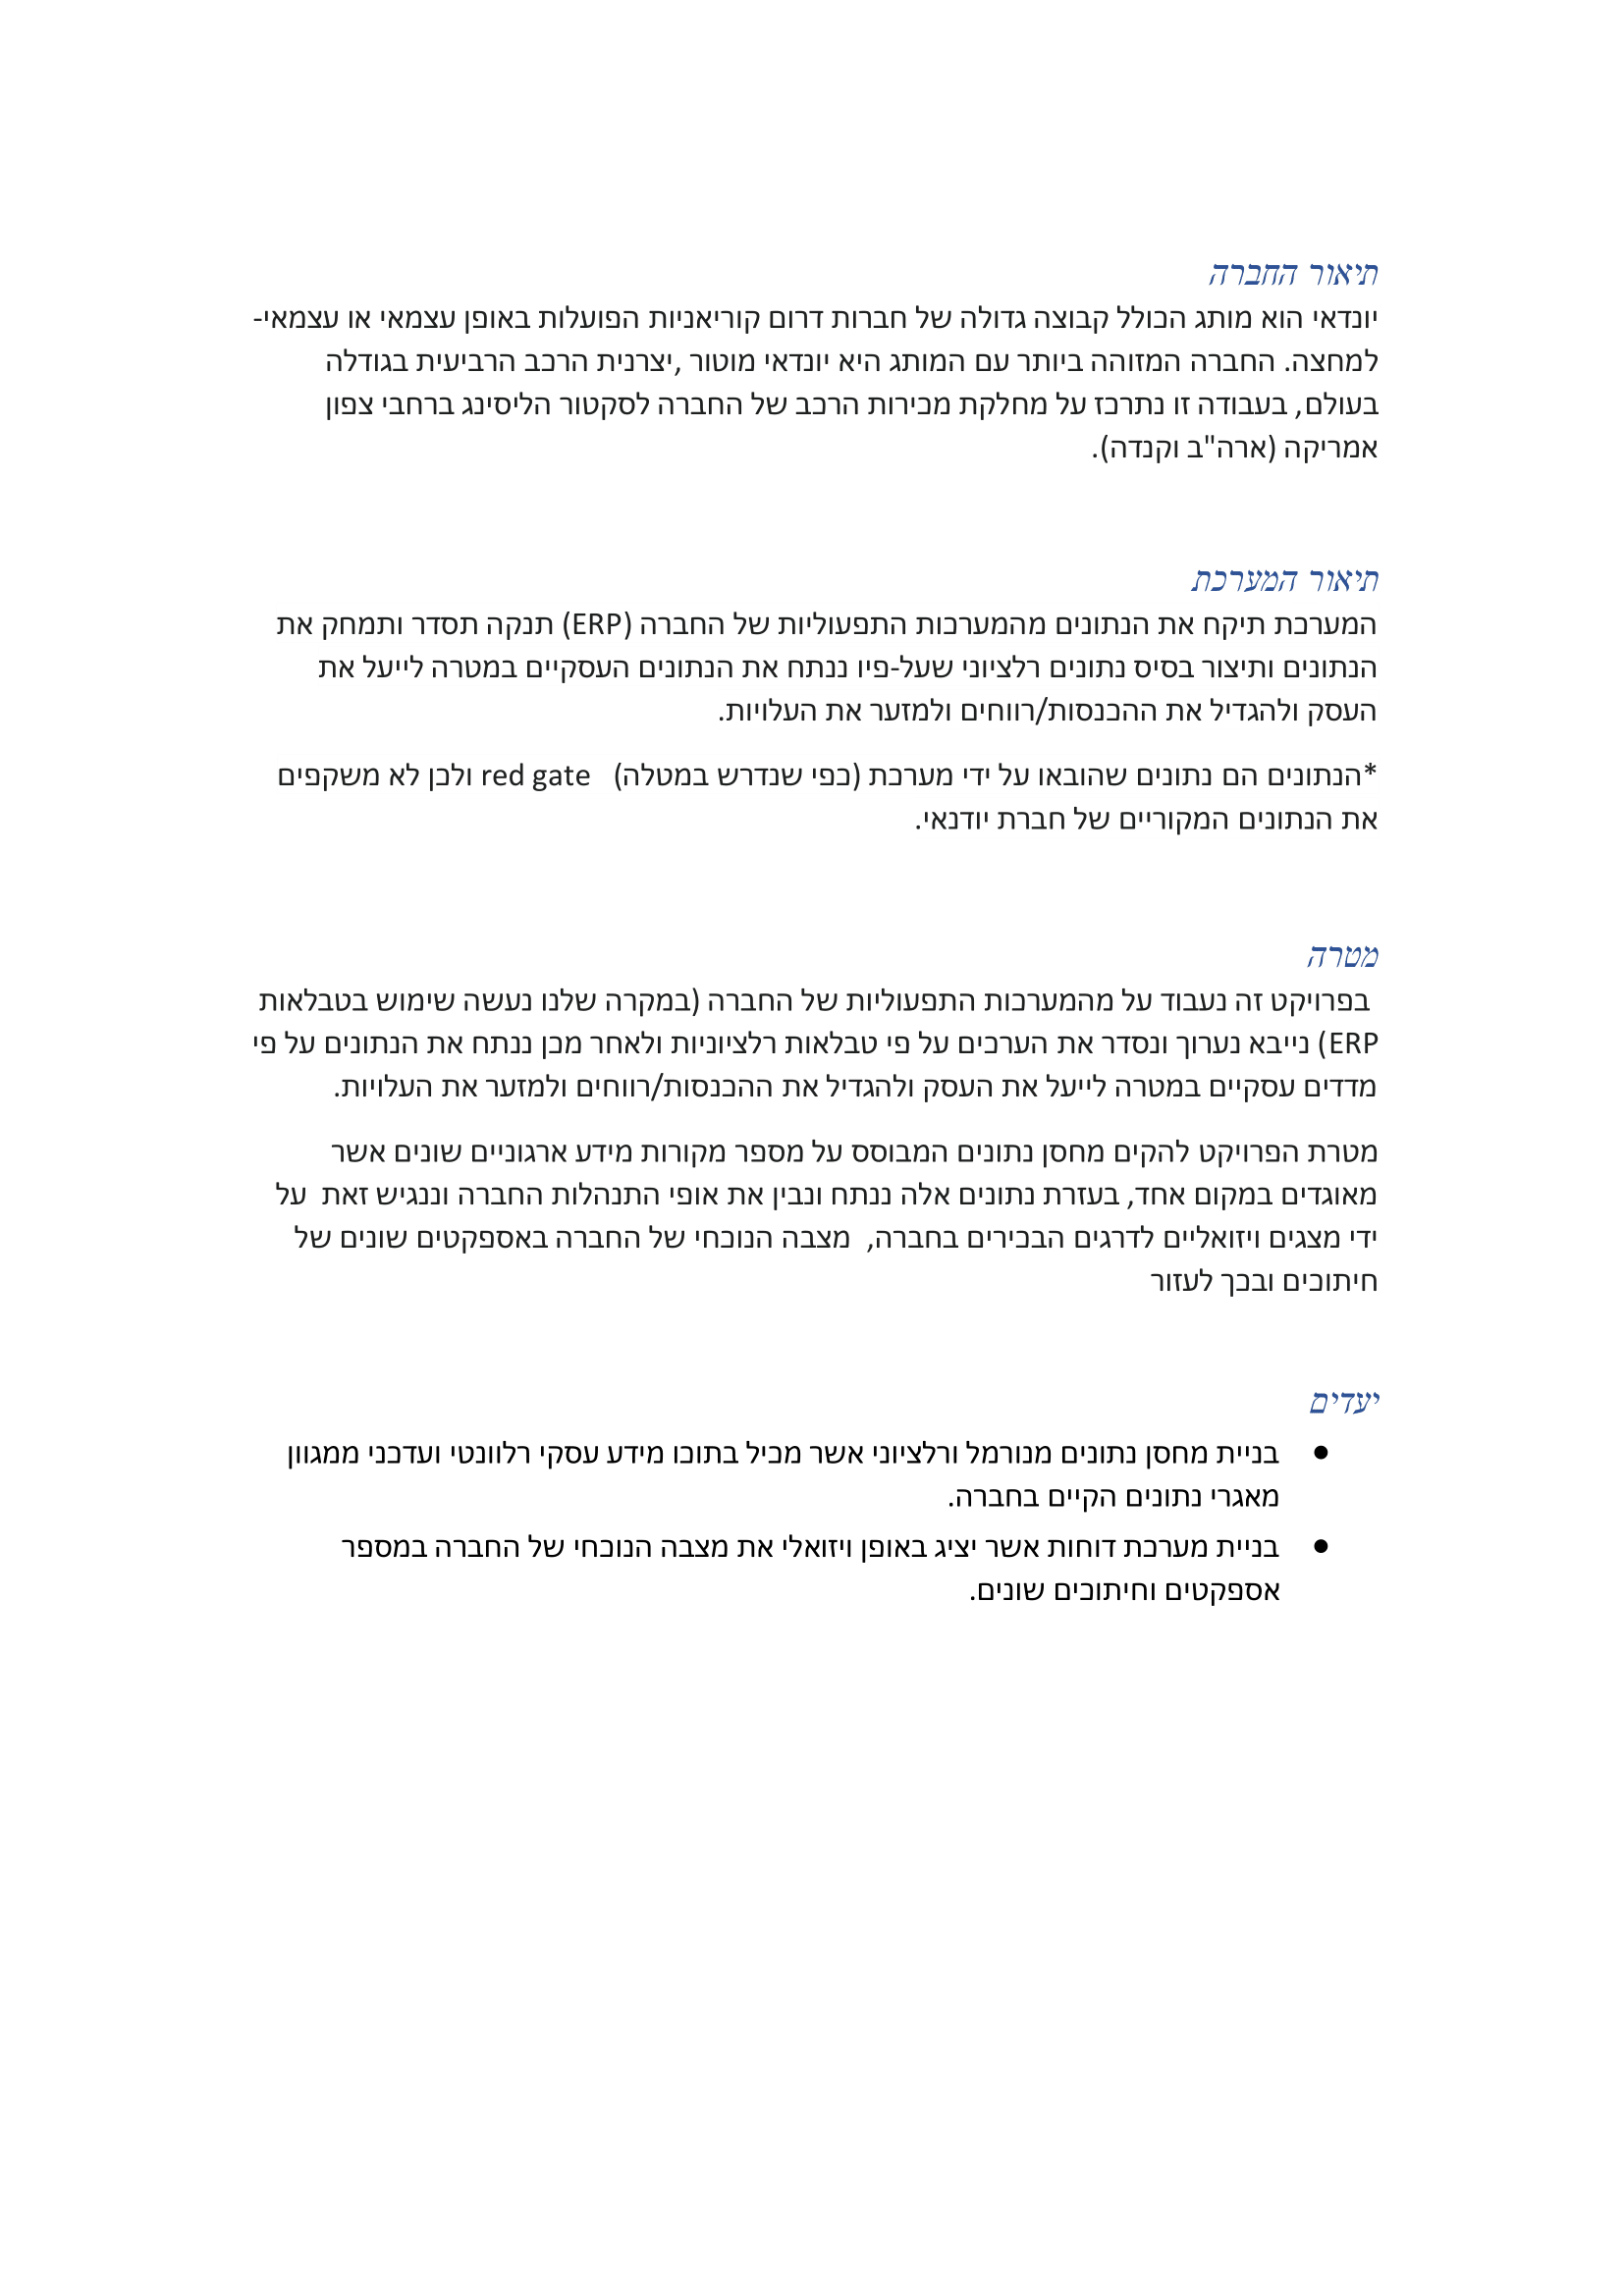 תיאור החברה
יונדאי הוא מותג הכולל קבוצה גדולה של חברות דרום קוריאניות הפועלות באופן עצמאי או עצמאי-
למחצה. החברה המזוהה ביותר עם המותג היא יונדאי מוטור ,יצרנית הרכב הרביעית בגודלה
בעולם, בעבודה זו נתרכז על מחלקת מכירות הרכב של החברה לסקטור הליסינג ברחבי צפון
אמריקה (ארה"ב וקנדה).
תיאור המערכת
המערכת תיקח את הנתונים מהמערכות התפעוליות של החברה (ERP) תנקה תסדר ותמחק את
הנתונים ותיצור בסיס נתונים רלציוני שעל-פיו ננתח את הנתונים העסקיים במטרה לייעל את
העסק ולהגדיל את ההכנסות/רווחים ולמזער את העלויות.
*הנתונים הם נתונים שהובאו על ידי מערכת (כפי שנדרש במטלה) red gate ולכן לא משקפים
את הנתונים המקוריים של חברת יודנאי.
מטרה
בפרויקט זה נעבוד על מהמערכות התפעוליות של החברה (במקרה שלנו נעשה שימוש בטבלאות
ERP) נייבא נערוך ונסדר את הערכים על פי טבלאות רלציוניות ולאחר מכן ננתח את הנתונים על פי
מדדים עסקיים במטרה לייעל את העסק ולהגדיל את ההכנסות/רווחים ולמזער את העלויות.
מטרת הפרויקט להקים מחסן נתונים המבוסס על מספר מקורות מידע ארגוניים שונים אשר
מאוגדים במקום אחד, בעזרת נתונים אלה ננתח ונבין את אופי התנהלות החברה וננגיש זאת על
ידי מצגים ויזואליים לדרגים הבכירים בחברה, מצבה הנוכחי של החברה באספקטים שונים של
חיתוכים ובכך לעזור
יעדים
● בניית מחסן נתונים מנורמל ורלציוני אשר מכיל בתוכו מידע עסקי רלוונטי ועדכני ממגוון
מאגרי נתונים הקיים בחברה.
● בניית מערכת דוחות אשר יציג באופן ויזואלי את מצבה הנוכחי של החברה במספר
אספקטים וחיתוכים שונים.